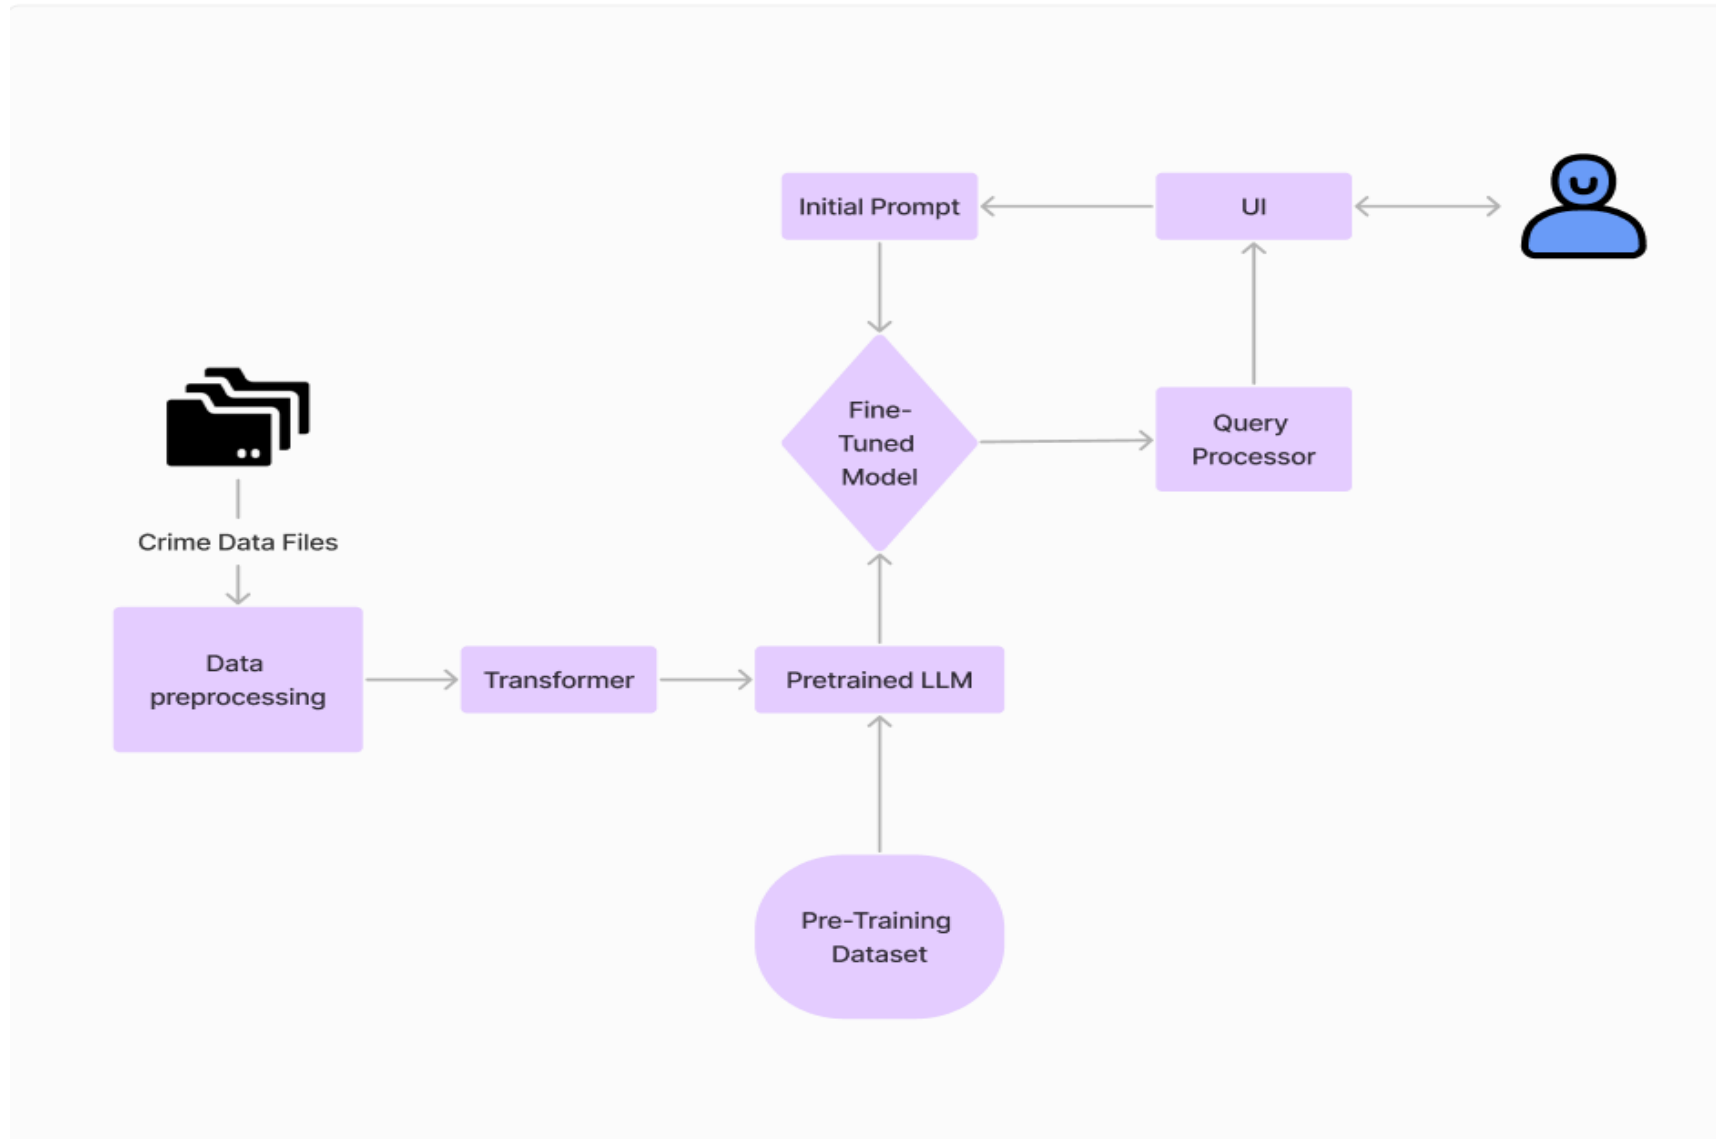 Initial Prompt
UI
Fine-
Tuned
Model
Query
Processor
Crime Data Files
Data
preprocessing
Transformer
Pretrained LLM
Pre-Training
Dataset